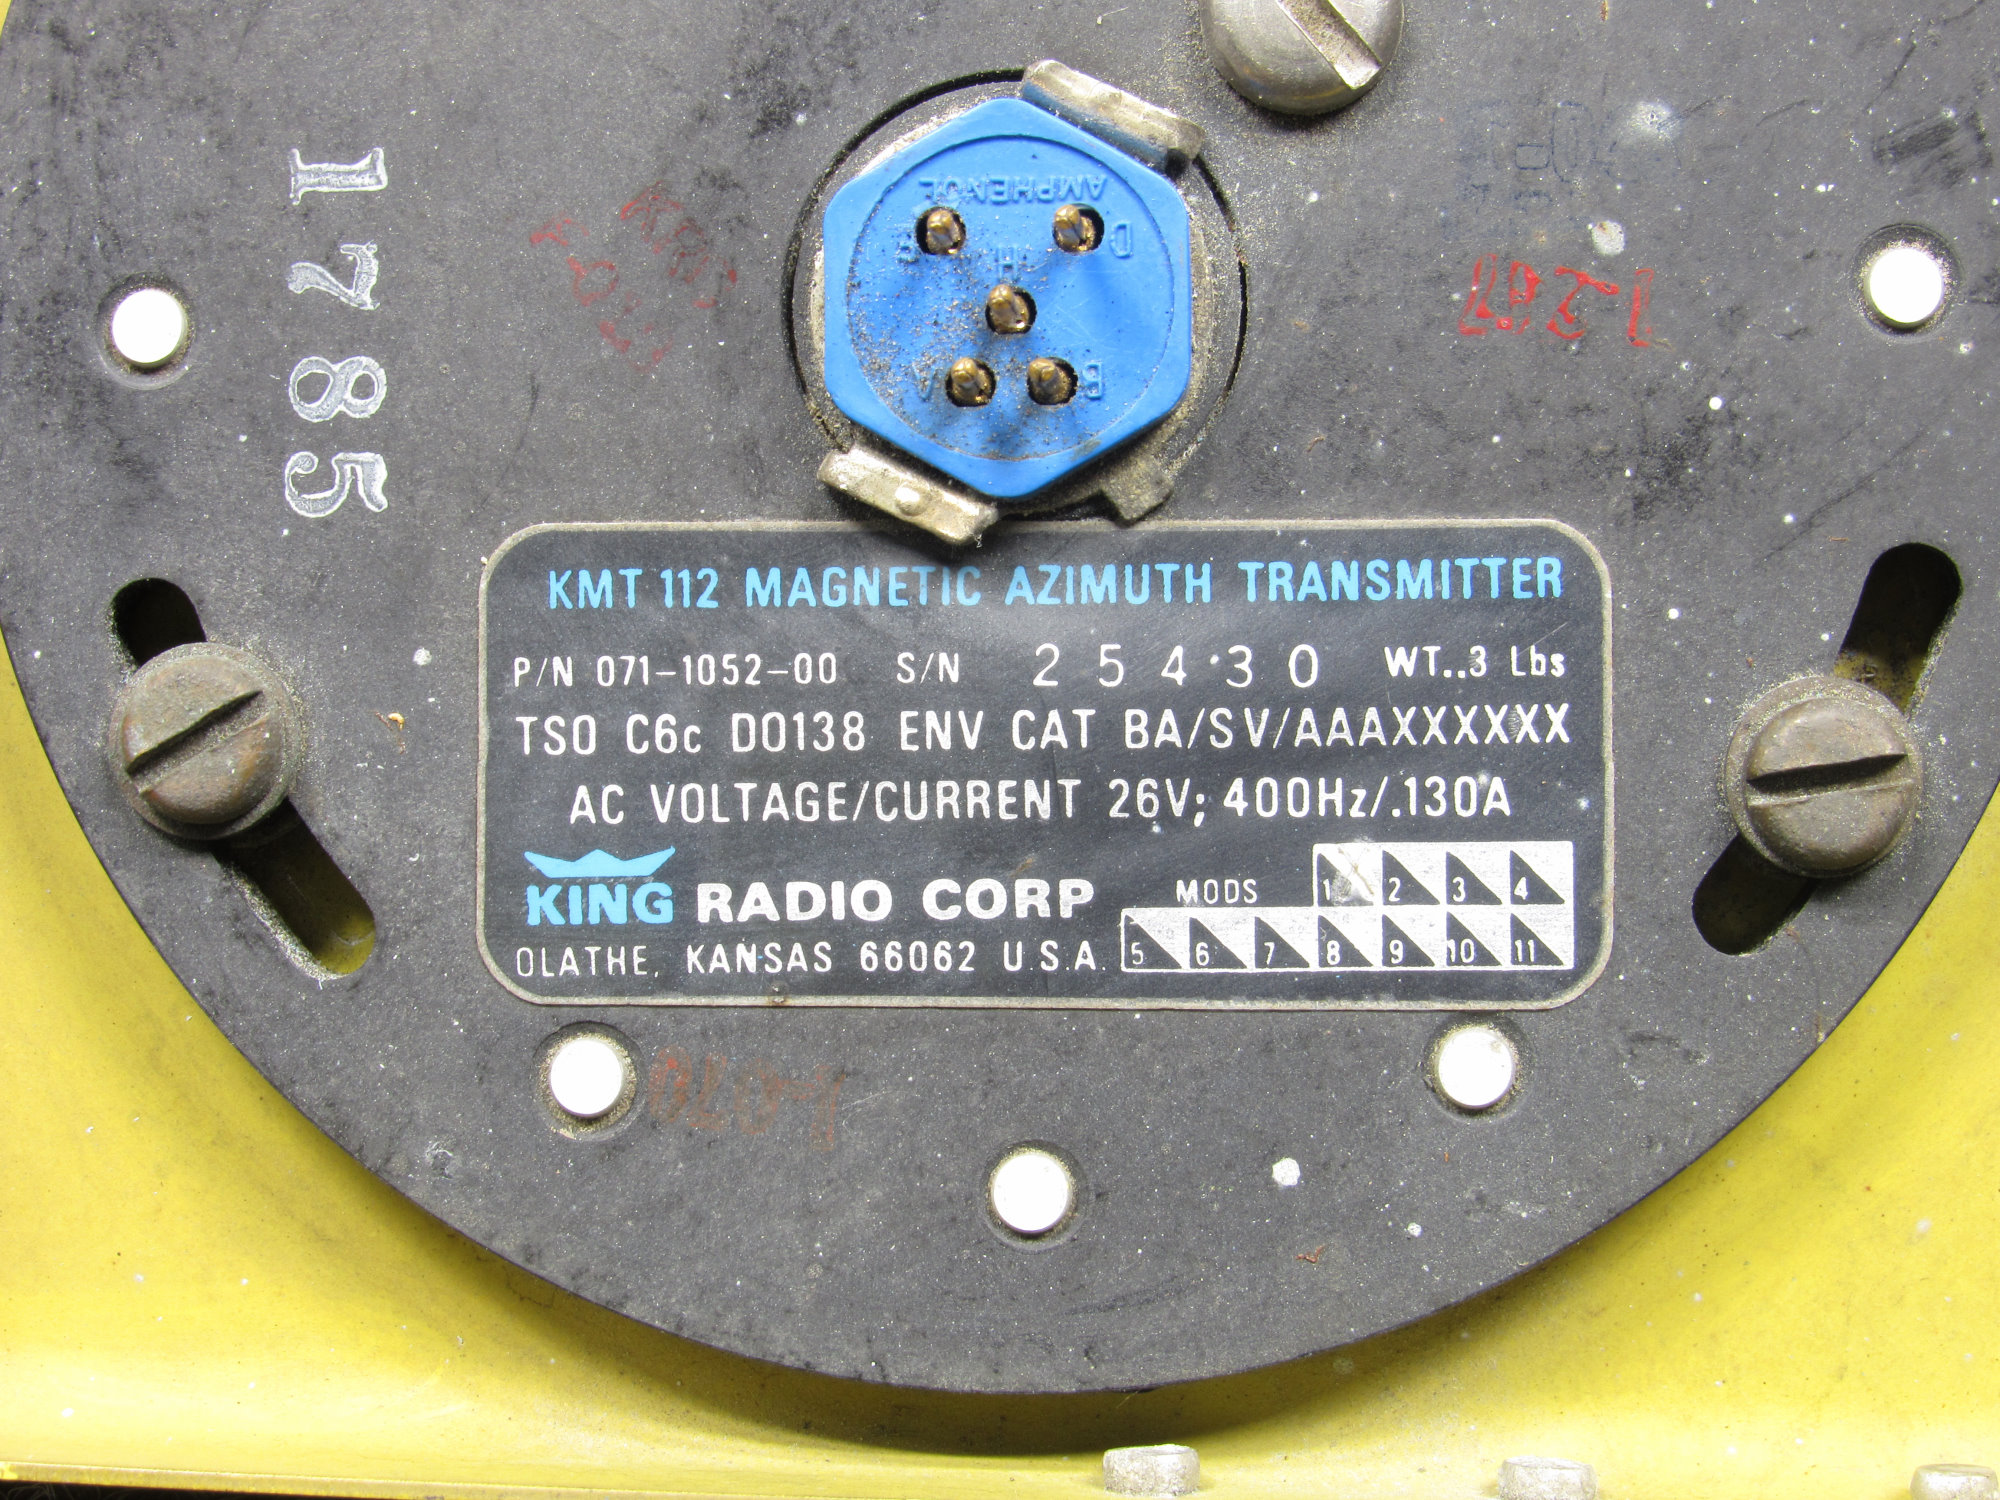 AMPHENOL
E D
H
A B
1785
KMT 112 MAGNETIC AZIMUTH TRANSMITTER
P/N 071-1052-00 S/N 25430 WT..3 Lbs
TSO C6c DO138 ENV CAT BA/SV/AAAXXXXXX
AC VOLTAGE/CURRENT 26V; 400Hz/.130A
KING RADIO CORP
MODS 1 2 3 4
OLATHE, KANSAS 66062 U.S.A. 5 6 7 8 9 10 11